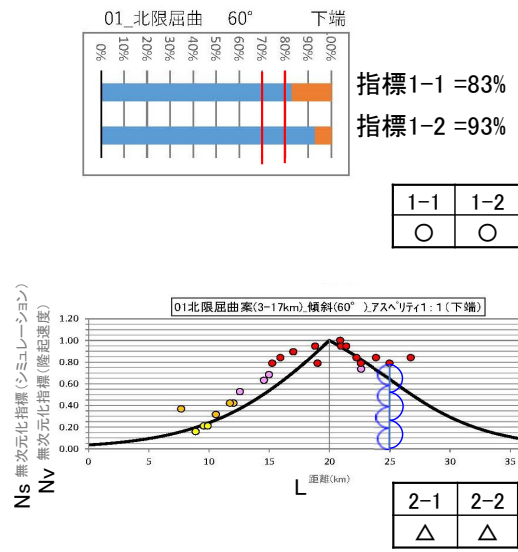 01_北限屈曲 60° 下端
0% 10% 20% 30% 40% 50% 60% 70% 80% 90% 00%
指標1-1 =83%
指標1-2 =93%
1-1 1-2
○ ○
01北限屈曲案(3-17km)_傾斜(60°)_アスペリティ1:1(下端)
Ns 無次元化指標(シミュレーション)
Nv 無次元化指標(隆起速度)
1.20
1.00
0.80
0.60
0.40
0.20
0.00
0 5 10 15 20 25 30 35
L 距離(km)
2-1 2-2
△ △